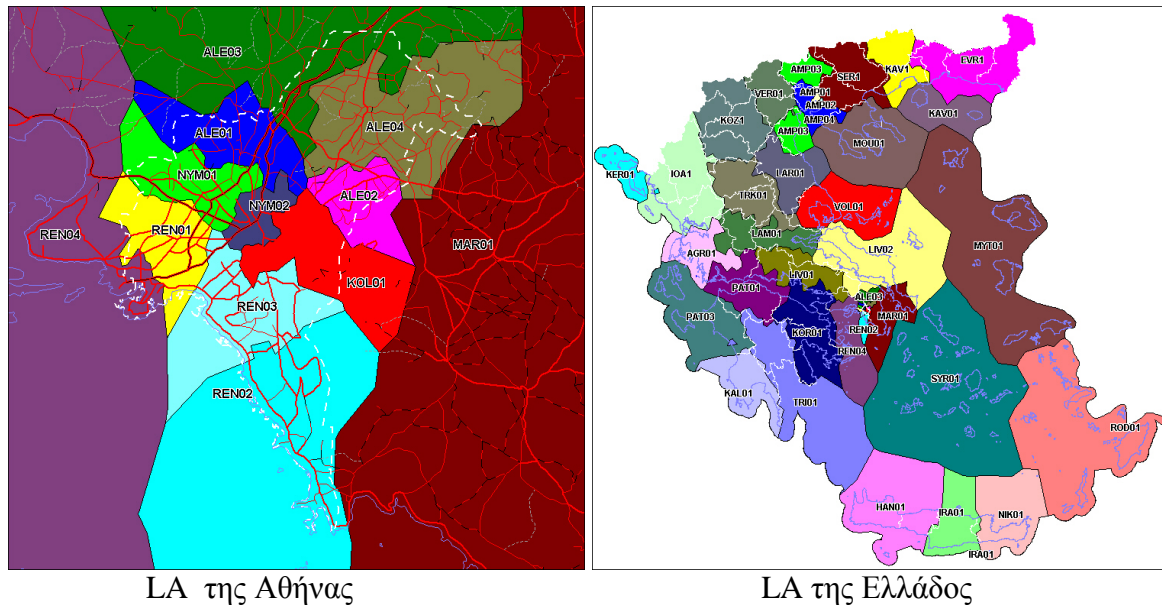 ALE03
ALE04
ALE01
NYM01
ALE02
NYM02
REN01
REN04
MAR01
KOL01
REN03
REN02
EVR1
AMP03
SER1
KAV1
VER01
AMP01
AMP02
KAV01
KOZ1
AMP04
AMP03
MOU01
KER01
IOA1
LAR01
TRK01
VOL01
LAM01
MYT01
AGR01
LIV02
LIV01
PAT01
ALE03
PAT03
MAR01
KOR01
REN02
REN04
SYR01
KAL01
TRI01
ROD01
HAN01
IRA01
NIK01
IRA01
LA της Αθήνας
LA της Ελλάδος